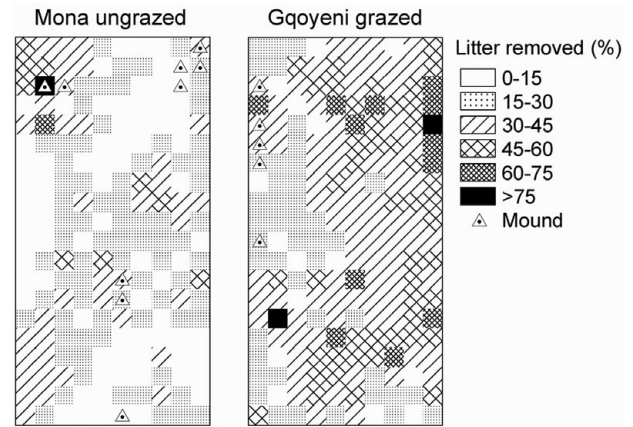 Mona ungrazed
Gqoyeni grazed
Litter removed (%)
0-15
15-30
30-45
45-60
60-75
>75
Mound